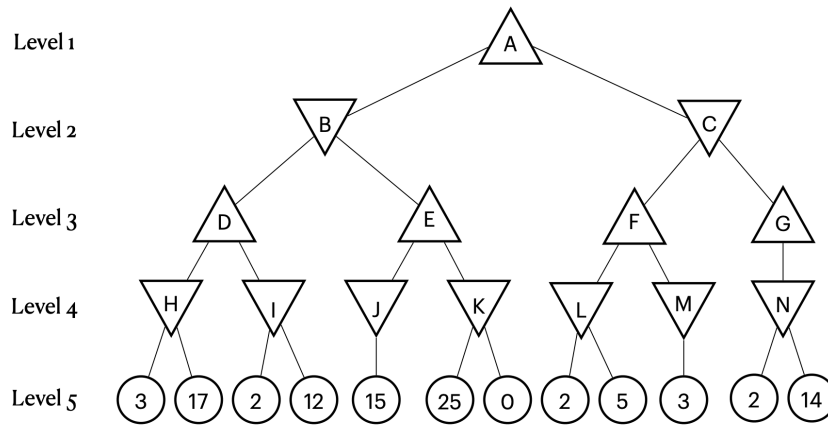 Level 1 A
Level 2 B C
Level 3 D E F G
Level 4 H I J K L M N
Level 5 3 17 2 12 15 25 0 2 5 3 2 14